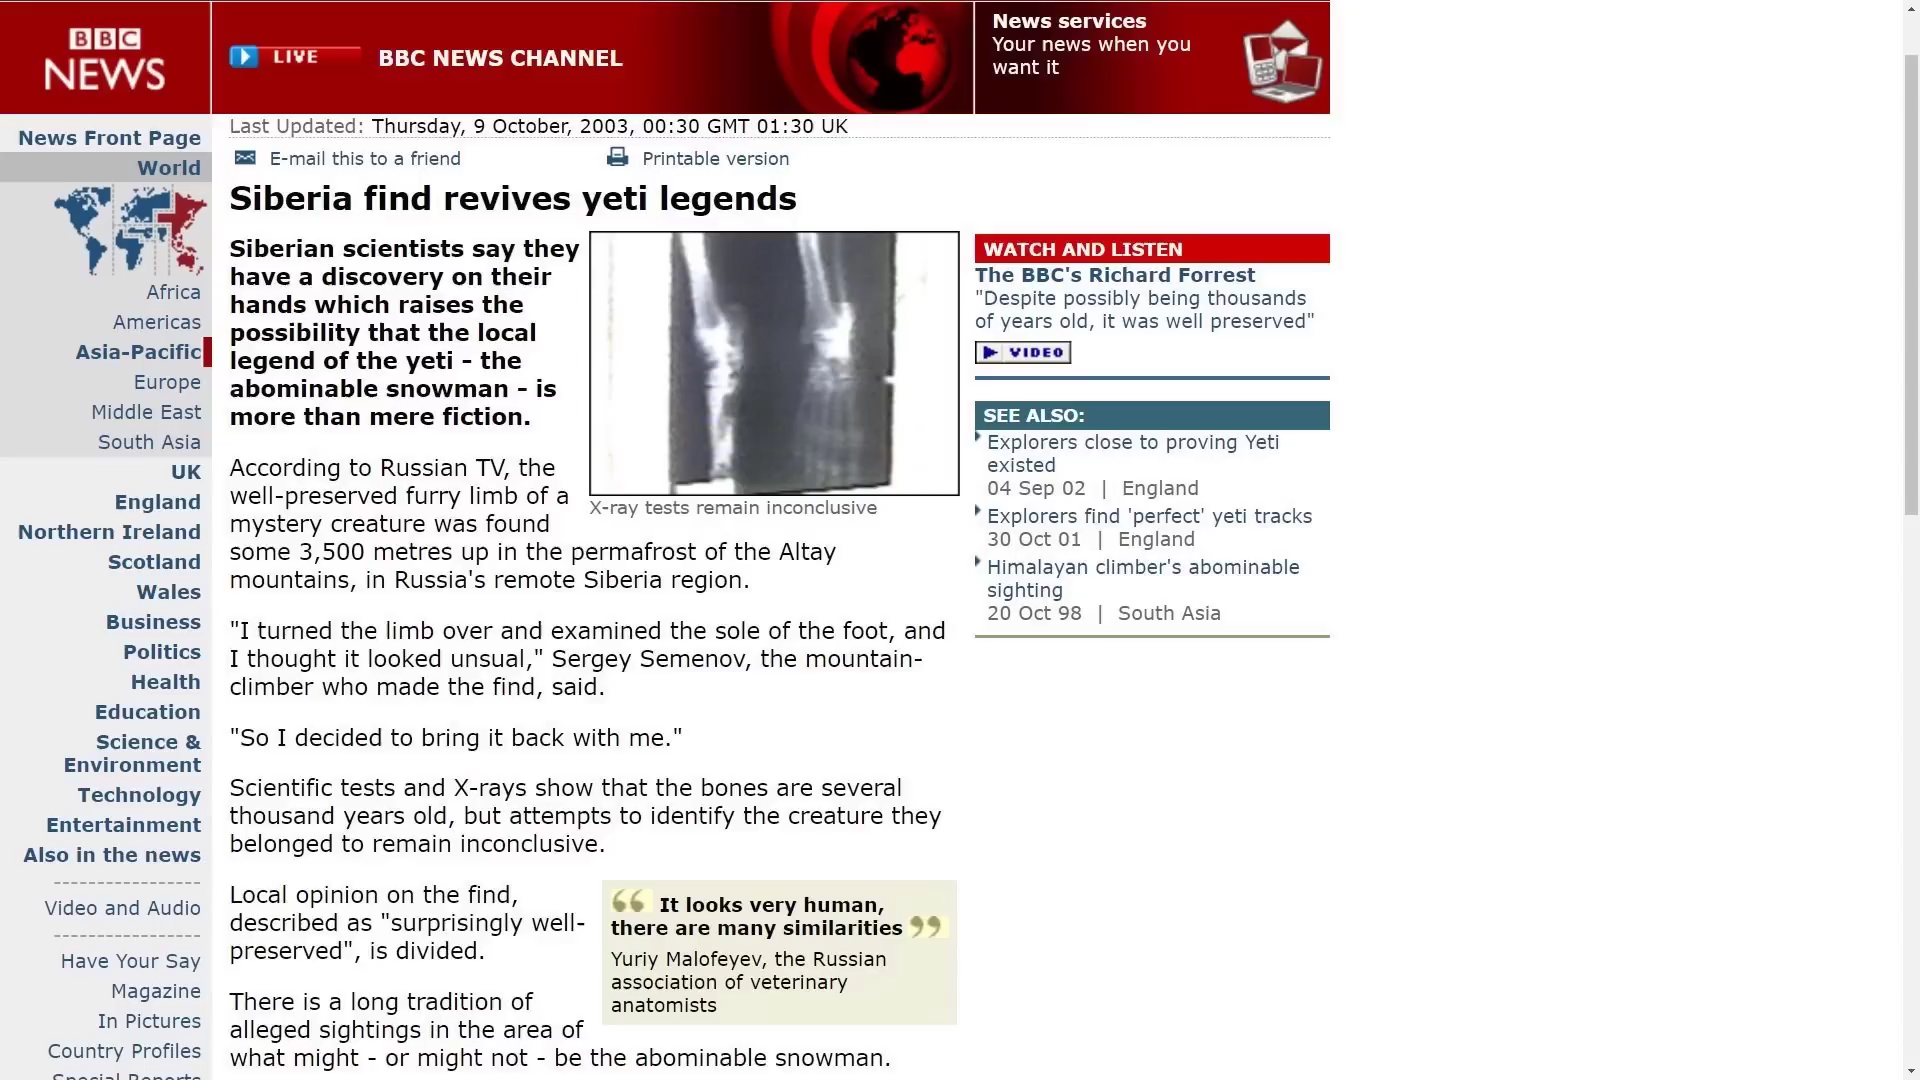 BBC
NEWS
LIVE
BBC NEWS CHANNEL
News services
Your news when you
want it
Last Updated: Thursday, 9 October, 2003, 00:30 GMT 01:30 UK
E-mail this to a friend
Printable version
News Front Page
World
Africa
Americas
Asia-Pacific
Europe
Middle East
South Asia
UK
England
Northern Ireland
Scotland
Wales
Business
Politics
Health
Education
Science &
Environment
Technology
Entertainment
Also in the news
-----------------
Video and Audio
-----------------
Have Your Say
Magazine
In Pictures
Country Profiles
Special Reports
Siberia find revives yeti legends
Siberian scientists say they
have a discovery on their
hands which raises the
possibility that the local
legend of the yeti - the
abominable snowman - is
more than mere fiction.
X-ray tests remain inconclusive
According to Russian TV, the
well-preserved furry limb of a
mystery creature was found
some 3,500 metres up in the permafrost of the Altay
mountains, in Russia's remote Siberia region.
"I turned the limb over and examined the sole of the foot, and
I thought it looked unsual," Sergey Semenov, the mountain-
climber who made the find, said.
"So I decided to bring it back with me."
Scientific tests and X-rays show that the bones are several
thousand years old, but attempts to identify the creature they
belonged to remain inconclusive.
Local opinion on the find,
described as "surprisingly well-
preserved", is divided.
There is a long tradition of
alleged sightings in the area of
what might - or might not - be the abominable snowman.
“ It looks very human,
there are many similarities ”
Yuriy Malofeyev, the Russian
association of veterinary
anatomists
WATCH AND LISTEN
The BBC's Richard Forrest
"Despite possibly being thousands
of years old, it was well preserved"
VIDEO
SEE ALSO:
Explorers close to proving Yeti
existed
04 Sep 02 | England
Explorers find 'perfect' yeti tracks
30 Oct 01 | England
Himalayan climber's abominable
sighting
20 Oct 98 | South Asia